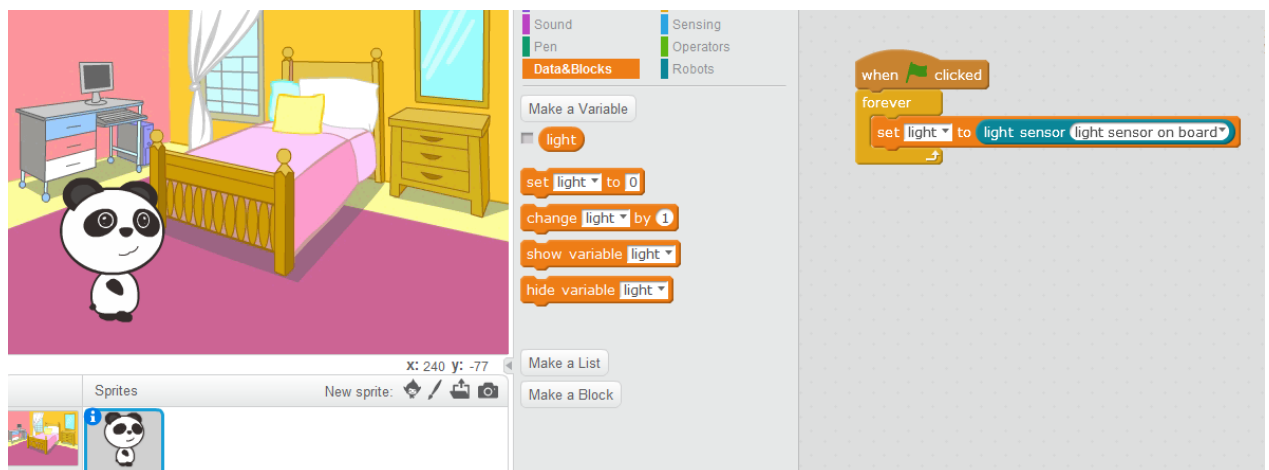 Sound
Sensing
Pen
Operators
Data&Blocks
Robots
Make a Variable
light
set light to 0
change light by 1
show variable light
hide variable light
Make a List
Make a Block
when clicked
forever
set light to light sensor light sensor on board
x: 240 y: -77
Sprites
New sprite: